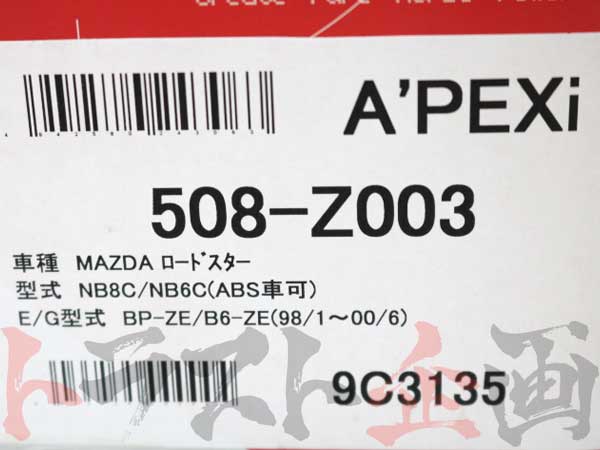 A'PEXi
508-Z003
車種 MAZDA ﾛｰﾄﾞｽﾀｰ
型式 NB8C/NB6C(ABS車可)
E/G型式 BP-ZE/B6-ZE(98/1～00/6)
9C3135
トラスト企画